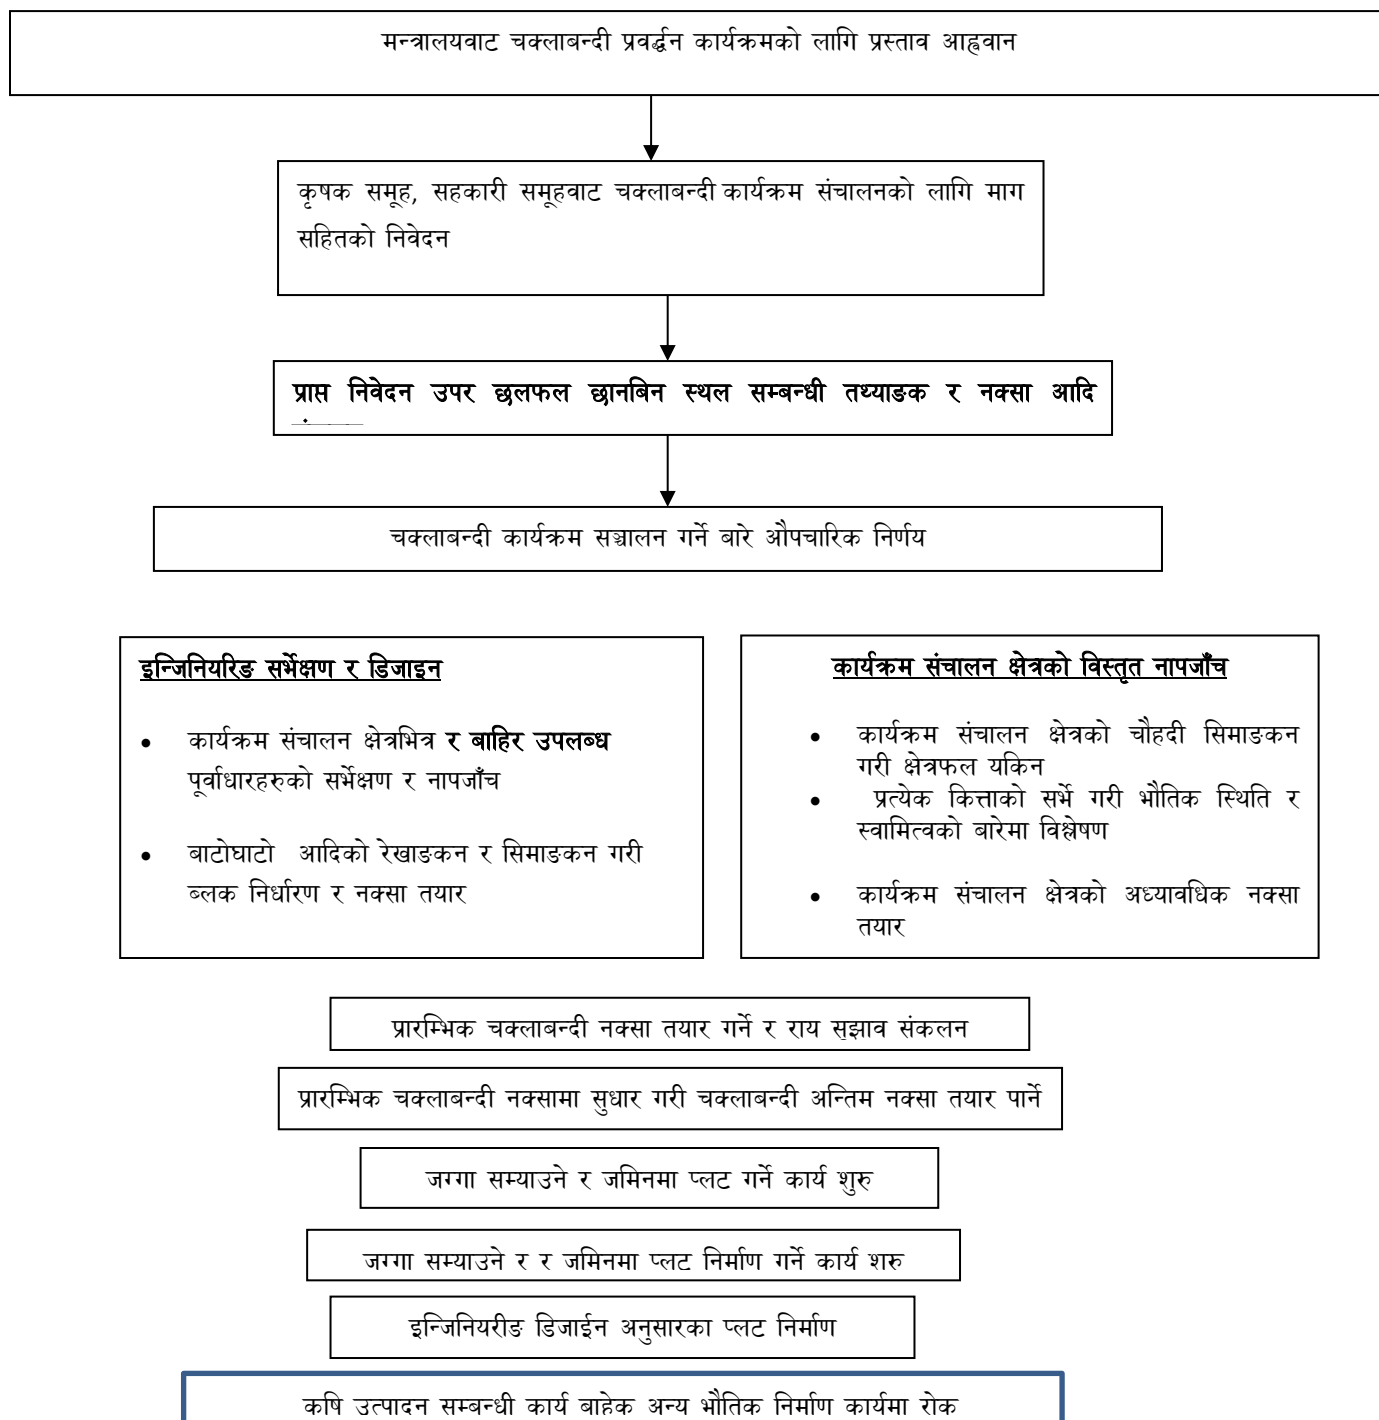 मन्त्रालयवाट चक्लाबन्दी प्रवर्द्धन कार्यक्रमको लागि प्रस्ताव आह्ववान
कृषक समूह, सहकारी समूहवाट चक्लाबन्दी कार्यक्रम संचालनको लागि माग
सहितको निवेदन
प्राप्त निवेदन उपर छलफल छानबिन स्थल सम्बन्धी तथ्याङक र नक्सा आदि
चक्लाबन्दी कार्यक्रम सञ्चालन गर्ने बारे औपचारिक निर्णय
इन्जिनियरिङ सर्भेक्षण र डिजाइन
• कार्यक्रम संचालन क्षेत्रभित्र र बाहिर उपलब्ध
पूर्वाधारहरुको सर्भेक्षण र नापजाँच
• बाटोघाटो आदिको रेखाङकन र सिमाङकन गरी
ब्लक निर्धारण र नक्सा तयार
कार्यक्रम संचालन क्षेत्रको विस्तृत नापजाँच
• कार्यक्रम संचालन क्षेत्रको चौहदी सिमाङकन
गरी क्षेत्रफल यकिन
• प्रत्येक कित्ताको सर्भे गरी भौतिक स्थिति र
स्वामित्वको बारेमा विश्लेषण
• कार्यक्रम संचालन क्षेत्रको अध्यावधिक नक्सा
तयार
प्रारम्भिक चक्लाबन्दी नक्सा तयार गर्ने र राय सुझाव संकलन
प्रारम्भिक चक्लाबन्दी नक्सामा सुधार गरी चक्लाबन्दी अन्तिम नक्सा तयार पार्ने
जग्गा सम्याउने र जमिनमा प्लट गर्ने कार्य शुरु
जग्गा सम्याउने र र जमिनमा प्लट निर्माण गर्ने कार्य शरु
इन्जिनियरीङ डिजाईन अनुसारका प्लट निर्माण
कषि उत्पादन सम्बन्धी कार्य बाहेक अन्य भौतिक निर्माण कार्यमा रोक